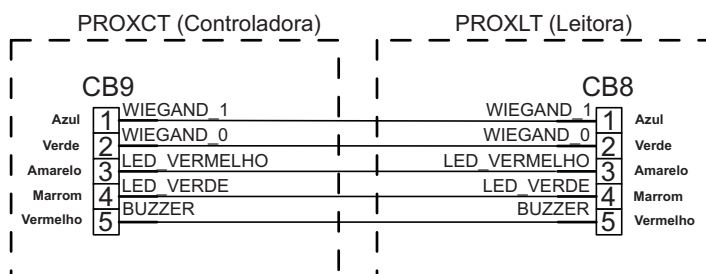 PROXCT (Controladora) PROXLT (Leitora)
CB9 CB8
Azul 1 WIEGAND_1 WIEGAND_1 1 Azul
Verde 2 WIEGAND_0 WIEGAND_0 2 Verde
Amarelo 3 LED_VERMELHO LED_VERMELHO 3 Amarelo
Marrom 4 LED_VERDE LED_VERDE 4 Marrom
Vermelho 5 BUZZER BUZZER 5 Vermelho